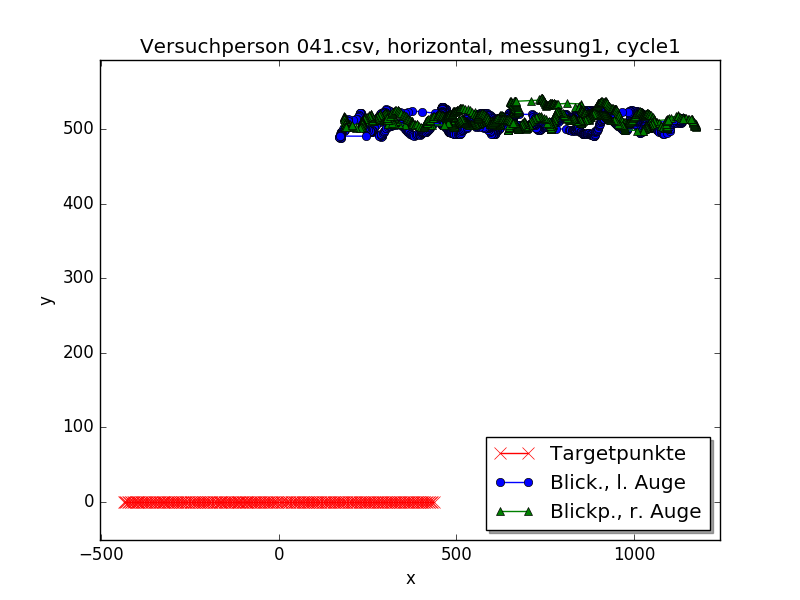 Versuchperson 041.csv, horizontal, messung1, cycle1
y
500
400
300
200
100
0
Targetpunkte
Blick., l. Auge
Blickp., r. Auge
−500 0 500 1000
x